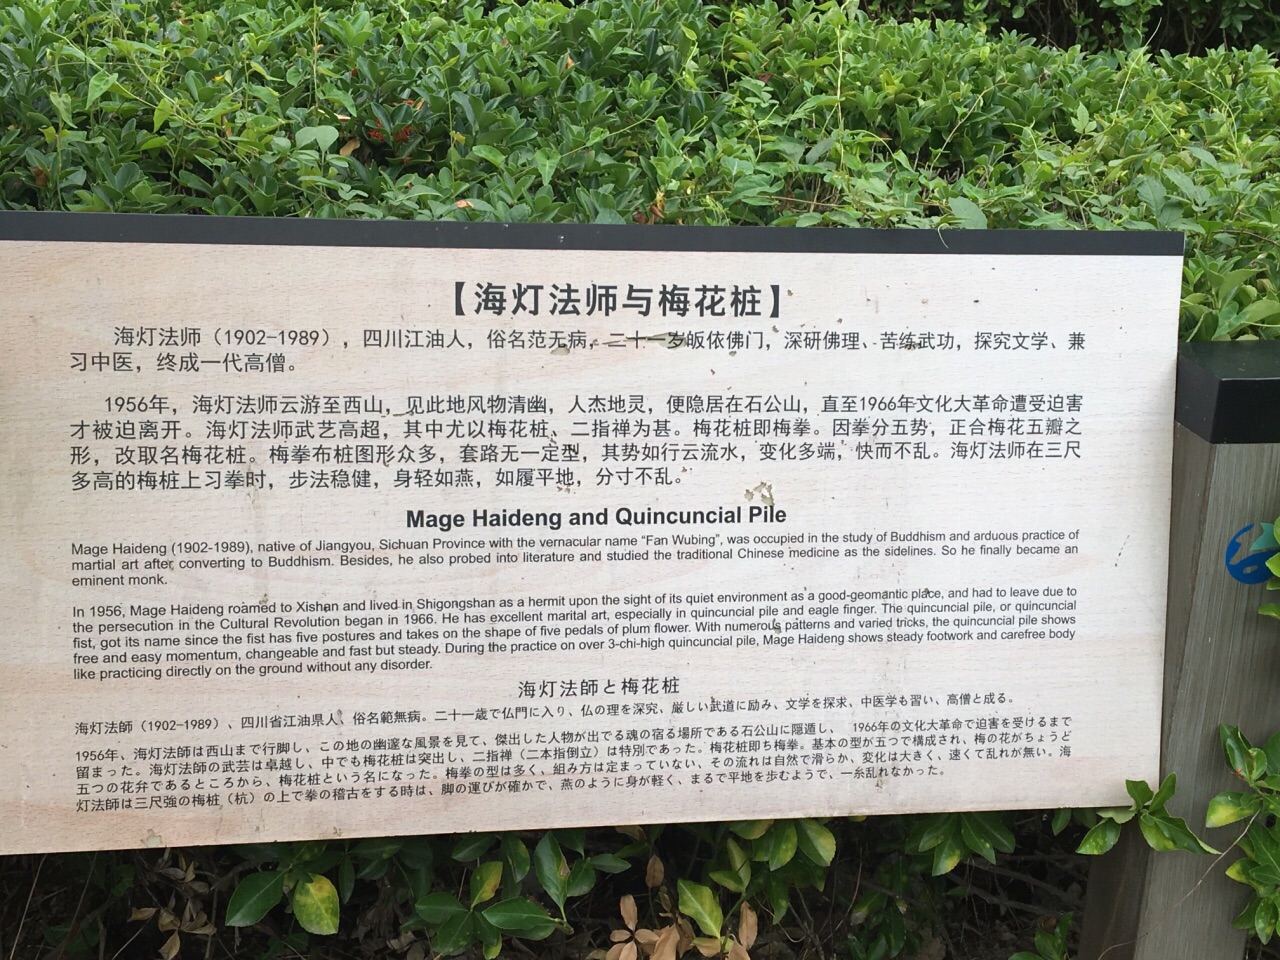 【海灯法师与梅花桩】
海灯法师（1902-1989），四川江油人，俗名范无病，二十一岁皈依佛门，深研佛理、苦练武功，探究文学、兼
习中医，终成一代高僧。
1956年，海灯法师云游至西山，见此地风物清幽，人杰地灵，便隐居在石公山，直至1966年文化大革命遭受迫害
才被迫离开。海灯法师武艺高超，其中尤以梅花桩、二指禅为甚。梅花桩即梅拳。因拳分五势，正合梅花五瓣之
形，改取名梅花桩。梅拳布桩图形众多，套路无一定型，其势如行云流水，变化多端，快而不乱。海灯法师在三尺
多高的梅桩上习拳时，步法稳健，身轻如燕，如履平地，分寸不乱。
Mage Haideng and Quincuncial Pile
Mage Haideng (1902-1989), native of Jiangyou, Sichuan Province with the vernacular name “Fan Wubing”, was occupied in the study of Buddhism and arduous practice of
martial art after converting to Buddhism. Besides, he also probed into literature and studied the traditional Chinese medicine as the sidelines. So he finally became an
eminent monk.
In 1956, Mage Haideng roamed to Xishan and lived in Shigongshan as a hermit upon the sight of its quiet environment as a good-geomantic place, and had to leave due to
the persecution in the Cultural Revolution began in 1966. He has excellent marital art, especially in quincuncial pile and eagle finger. The quincuncial pile, or quincuncial
fist, got its name since the fist has five postures and takes on the shape of five pedals of plum flower. With numerous patterns and varied tricks, the quincuncial pile shows
free and easy momentum, changeable and fast but steady. During the practice on over 3-chi-high quincuncial pile, Mage Haideng shows steady footwork and carefree body
like practicing directly on the ground without any disorder.
海灯法師と梅花桩
海灯法師（1902-1989）、四川省江油県人、俗名範無病。二十一歳で仏門に入り、仏の理を深究、厳しい武道に励み、文学を探求、中医学も習い、高僧と成る。
1956年、海灯法師は西山まで行脚し、この地の幽邃な風景を見て、傑出した人物が出でる魂の宿る場所である石公山に隠遁し、 1966年の文化大革命で迫害を受けるまで
留まった。海灯法師の武芸は卓越し、中でも梅花桩は突出し、二指禅（二本指倒立）は特別であった。梅花桩即ち梅拳。基本の型が五つで構成され、梅の花がちょうど
五つの花弁であるところから、梅花桩という名になった。梅拳の型は多く、組み方は定まっていない、その流れは自然で滑らか、変化は大きく、速くて乱れが無い。海
灯法師は三尺強の梅桩（杭）の上で拳の稽古をする時は、脚の運びが確かで、燕のように身が軽く、まるで平地を歩むようで、一糸乱れなかった。